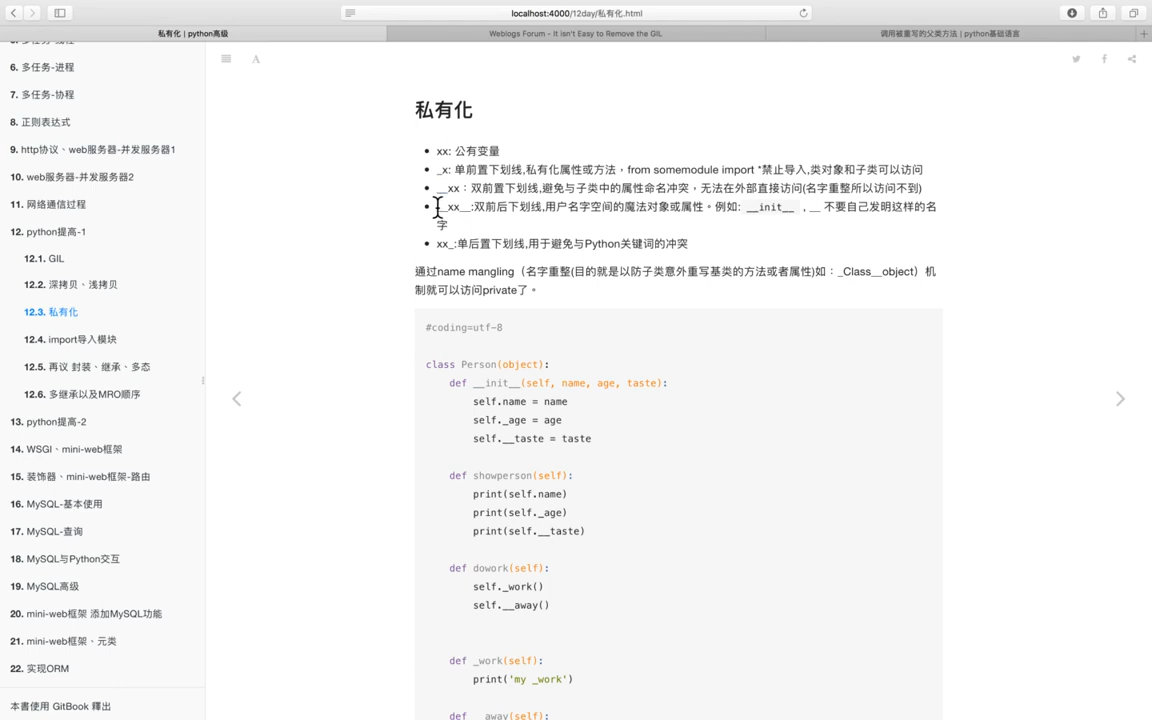 localhost:4000/12day/私有化.html
私有化 | python高级
Weblogs Forum - It isn't Easy to Remove the GIL
调用被重写的父类方法 | python基础语言
6. 多任务-进程
7. 多任务-协程
8. 正则表达式
9. http协议、web服务器-并发服务器1
10. web服务器-并发服务器2
11. 网络通信过程
12. python提高-1
12.1. GIL
12.2. 深拷贝、浅拷贝
12.3. 私有化
12.4. import导入模块
12.5. 再议 封装、继承、多态
12.6. 多继承以及MRO顺序
13. python提高-2
14. WSGI、mini-web框架
15. 装饰器、mini-web框架-路由
16. MySQL-基本使用
17. MySQL-查询
18. MySQL与Python交互
19. MySQL高级
20. mini-web框架 添加MySQL功能
21. mini-web框架、元类
22. 实现ORM
本書使用 GitBook 釋出
A
私有化
• xx: 公有变量
• _x: 单前置下划线,私有化属性或方法，from somemodule import *禁止导入,类对象和子类可以访问
• __xx：双前置下划线,避免与子类中的属性命名冲突，无法在外部直接访问(名字重整所以访问不到)
• __xx__:双前后下划线,用户名字空间的魔法对象或属性。例如: __init__ , __ 不要自己发明这样的名
字
• xx_:单后置下划线,用于避免与Python关键词的冲突
通过name mangling（名字重整(目的就是以防子类意外重写基类的方法或者属性)如：_Class__object）机
制就可以访问private了。
#coding=utf-8
class Person(object):
def __init__(self, name, age, taste):
self.name = name
self._age = age
self.__taste = taste
def showperson(self):
print(self.name)
print(self._age)
print(self.__taste)
def dowork(self):
self._work()
self.__away()
def _work(self):
print('my _work')
def __away(self):